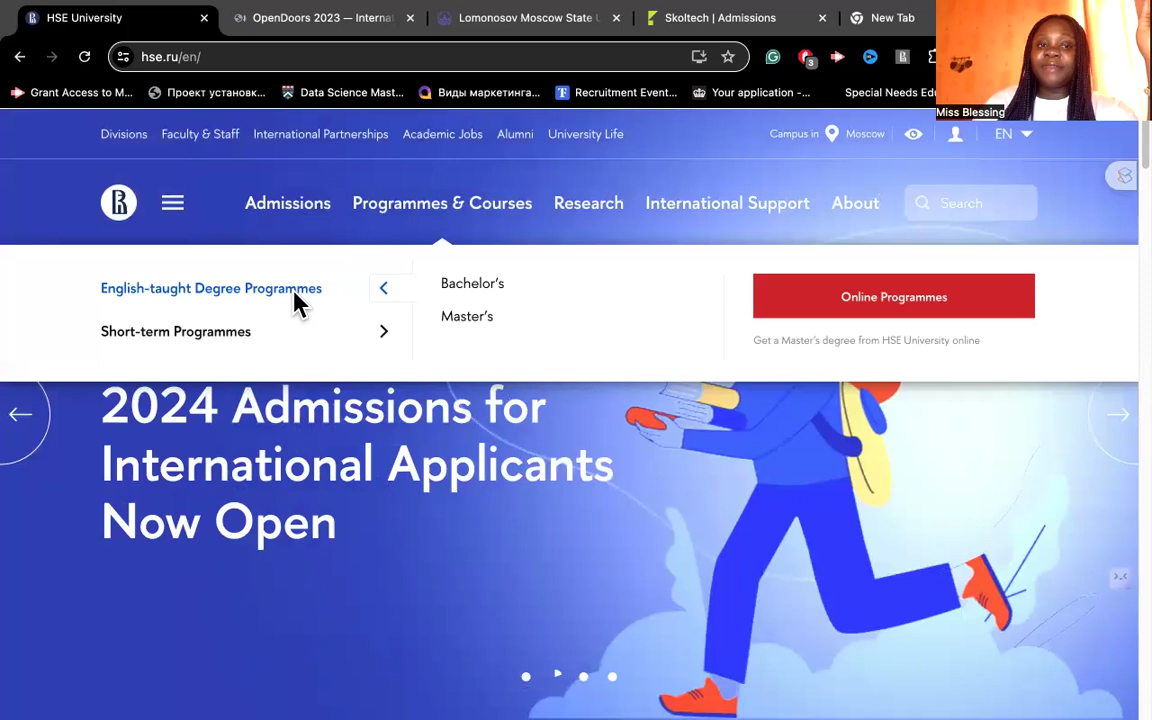 HSE University
OpenDoors 2023 — Internat
Lomonosov Moscow State U
Skoltech | Admissions
New Tab
hse.ru/en/
3
Grant Access to M...
Проект установк...
Data Science Mast...
Виды маркетинга...
Recruitment Event...
Your application –...
Special Needs Edu
Miss Blessing
Divisions
Faculty & Staff
International Partnerships
Academic Jobs
Alumni
University Life
Campus in
Moscow
EN
Admissions
Programmes & Courses
Research
International Support
About
Search
English-taught Degree Programmes
Short-term Programmes
Bachelor's
Master's
Online Programmes
Get a Master's degree from HSE University online
2024 Admissions for
International Applicants
Now Open